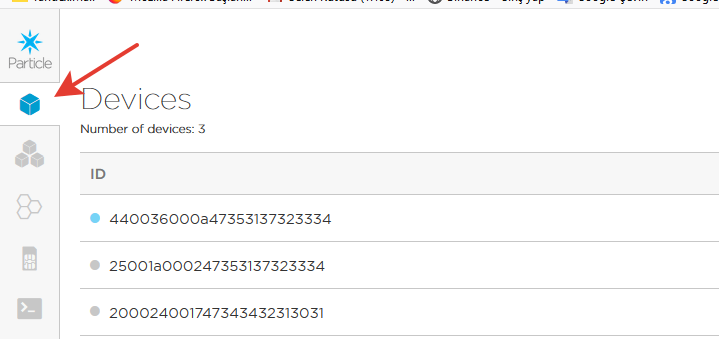 Particle
Devices
Number of devices: 3
ID
440036000a47353137323334
25001a000247353137323334
200024001747343432313031